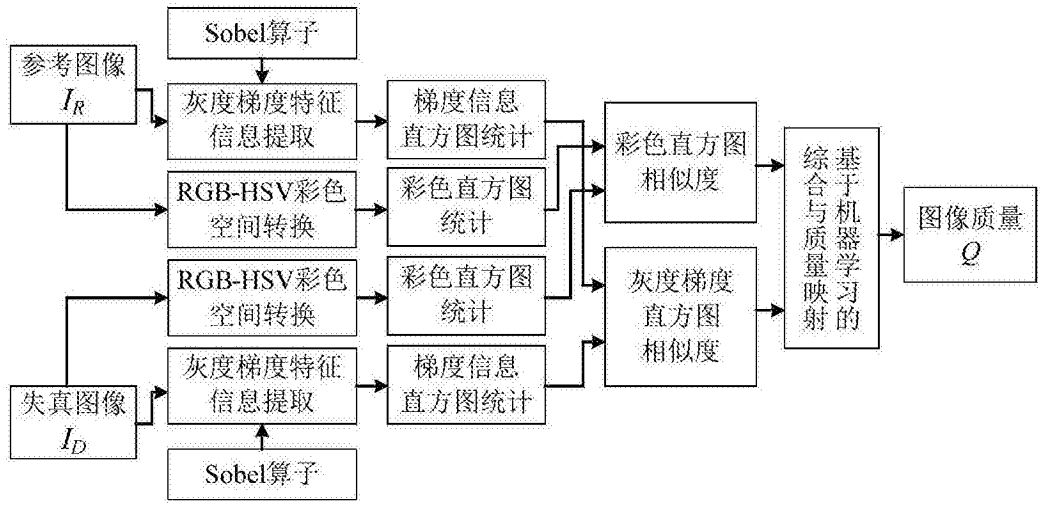 Sobel算子
参考图像
I_R
灰度梯度特征
信息提取
梯度信息
直方图统计
RGB-HSV彩色
空间转换
彩色直方图
统计
彩色直方图
相似度
RGB-HSV彩色
空间转换
彩色直方图
统计
灰度梯度
直方图
相似度
失真图像
I_D
灰度梯度特征
信息提取
梯度信息
直方图统计
Sobel算子
基于机器学习的
综合与质量映射
图像质量
Q